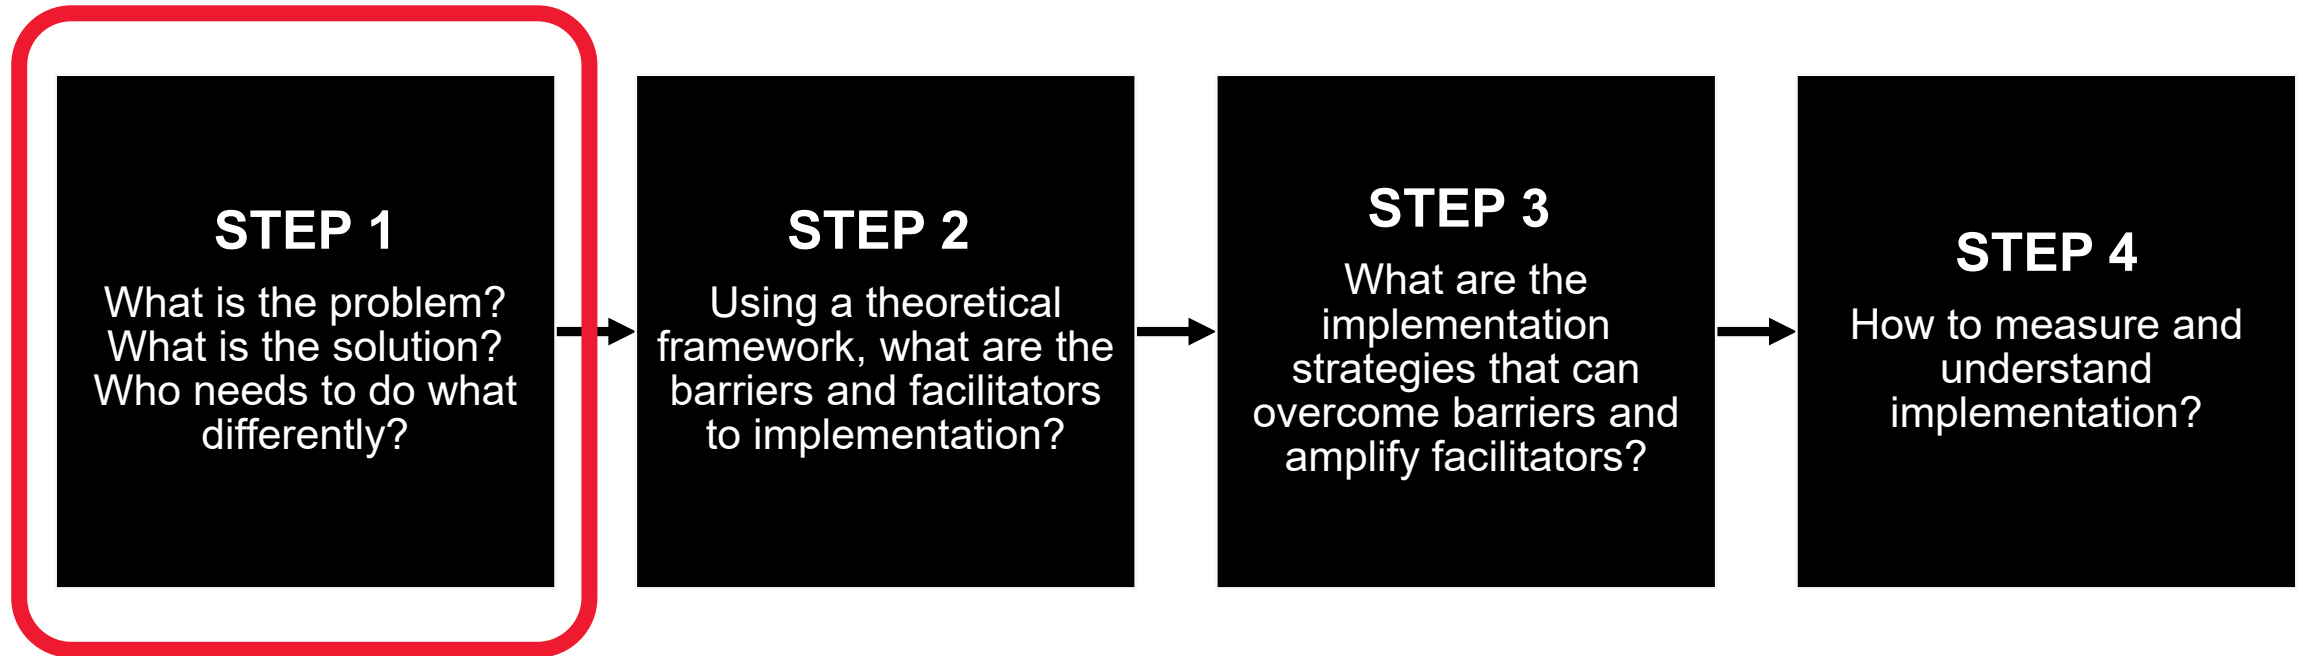 STEP 1
What is the problem?
What is the solution?
Who needs to do what
differently?
STEP 2
Using a theoretical
framework, what are the
barriers and facilitators
to implementation?
STEP 3
What are the
implementation
strategies that can
overcome barriers and
amplify facilitators?
STEP 4
How to measure and
understand
implementation?